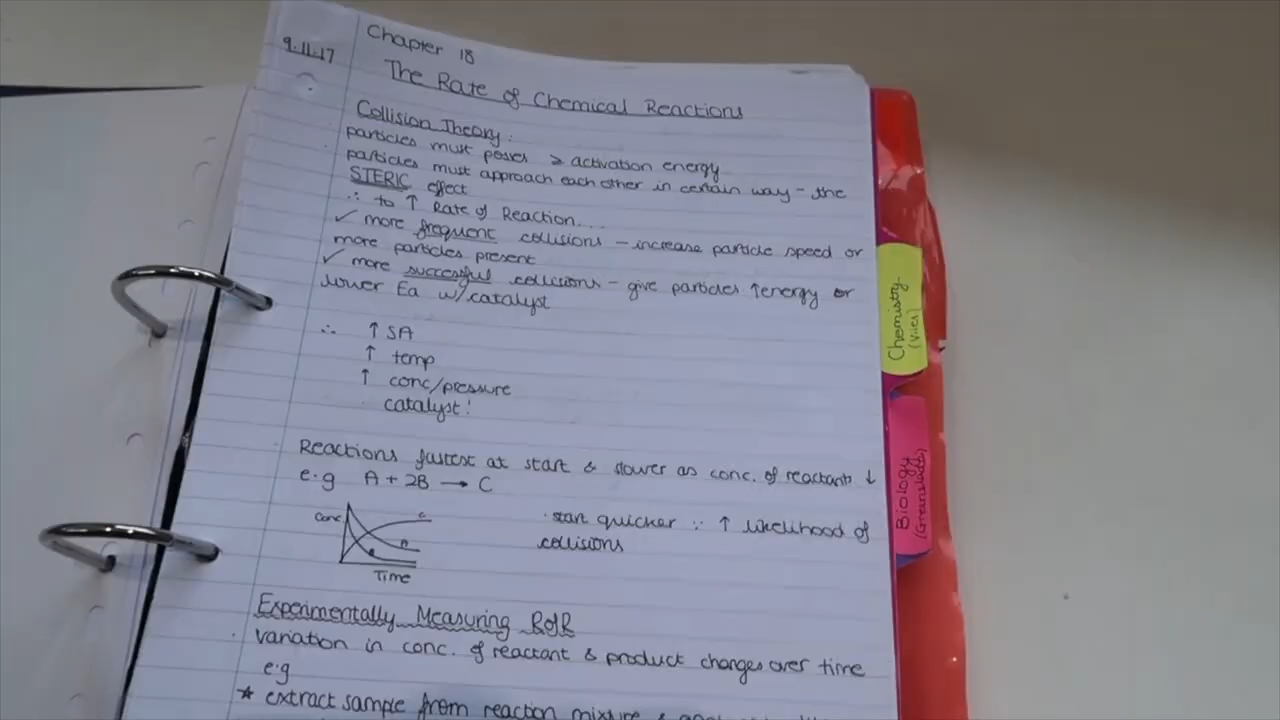 9.11.17
Chapter 18
The Rate of Chemical Reactions
Collision Theory:
particles must posses ⩾ activation energy
particles must approach each other in certain way - the
STERIC effect
∴ to ↑ Rate of Reaction...
✓ more frequent collisions - increase particle speed or
more particles present
✓ more successful collisions - give particles ↑energy or
lower Ea w/ catalyst
∴ ↑ SA
↑ temp
↑ conc/pressure
catalyst!
Reactions fastest at start & slower as conc. of reactants ↓
e.g A + 2B → C
Conc
C
A
B
Time
· start quicker ∵ ↑ likelihood of
collisions
Experimentally Measuring RofR
variation in conc. of reactant & product changes over time
e.g
* extract sample from reaction mixture &
Chemistry
(Viles)
Biology